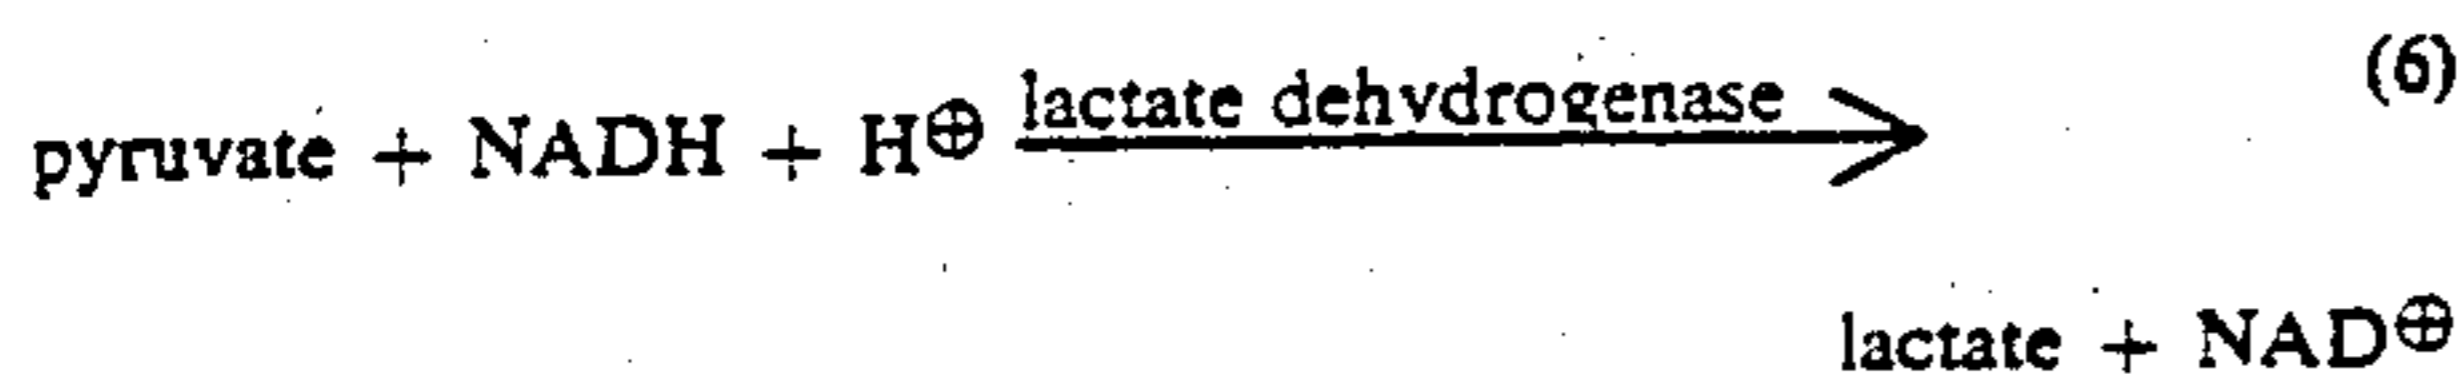 (6)
pyruvate + NADH + H⊕ lactate dehydrogenase
lactate + NAD⊕